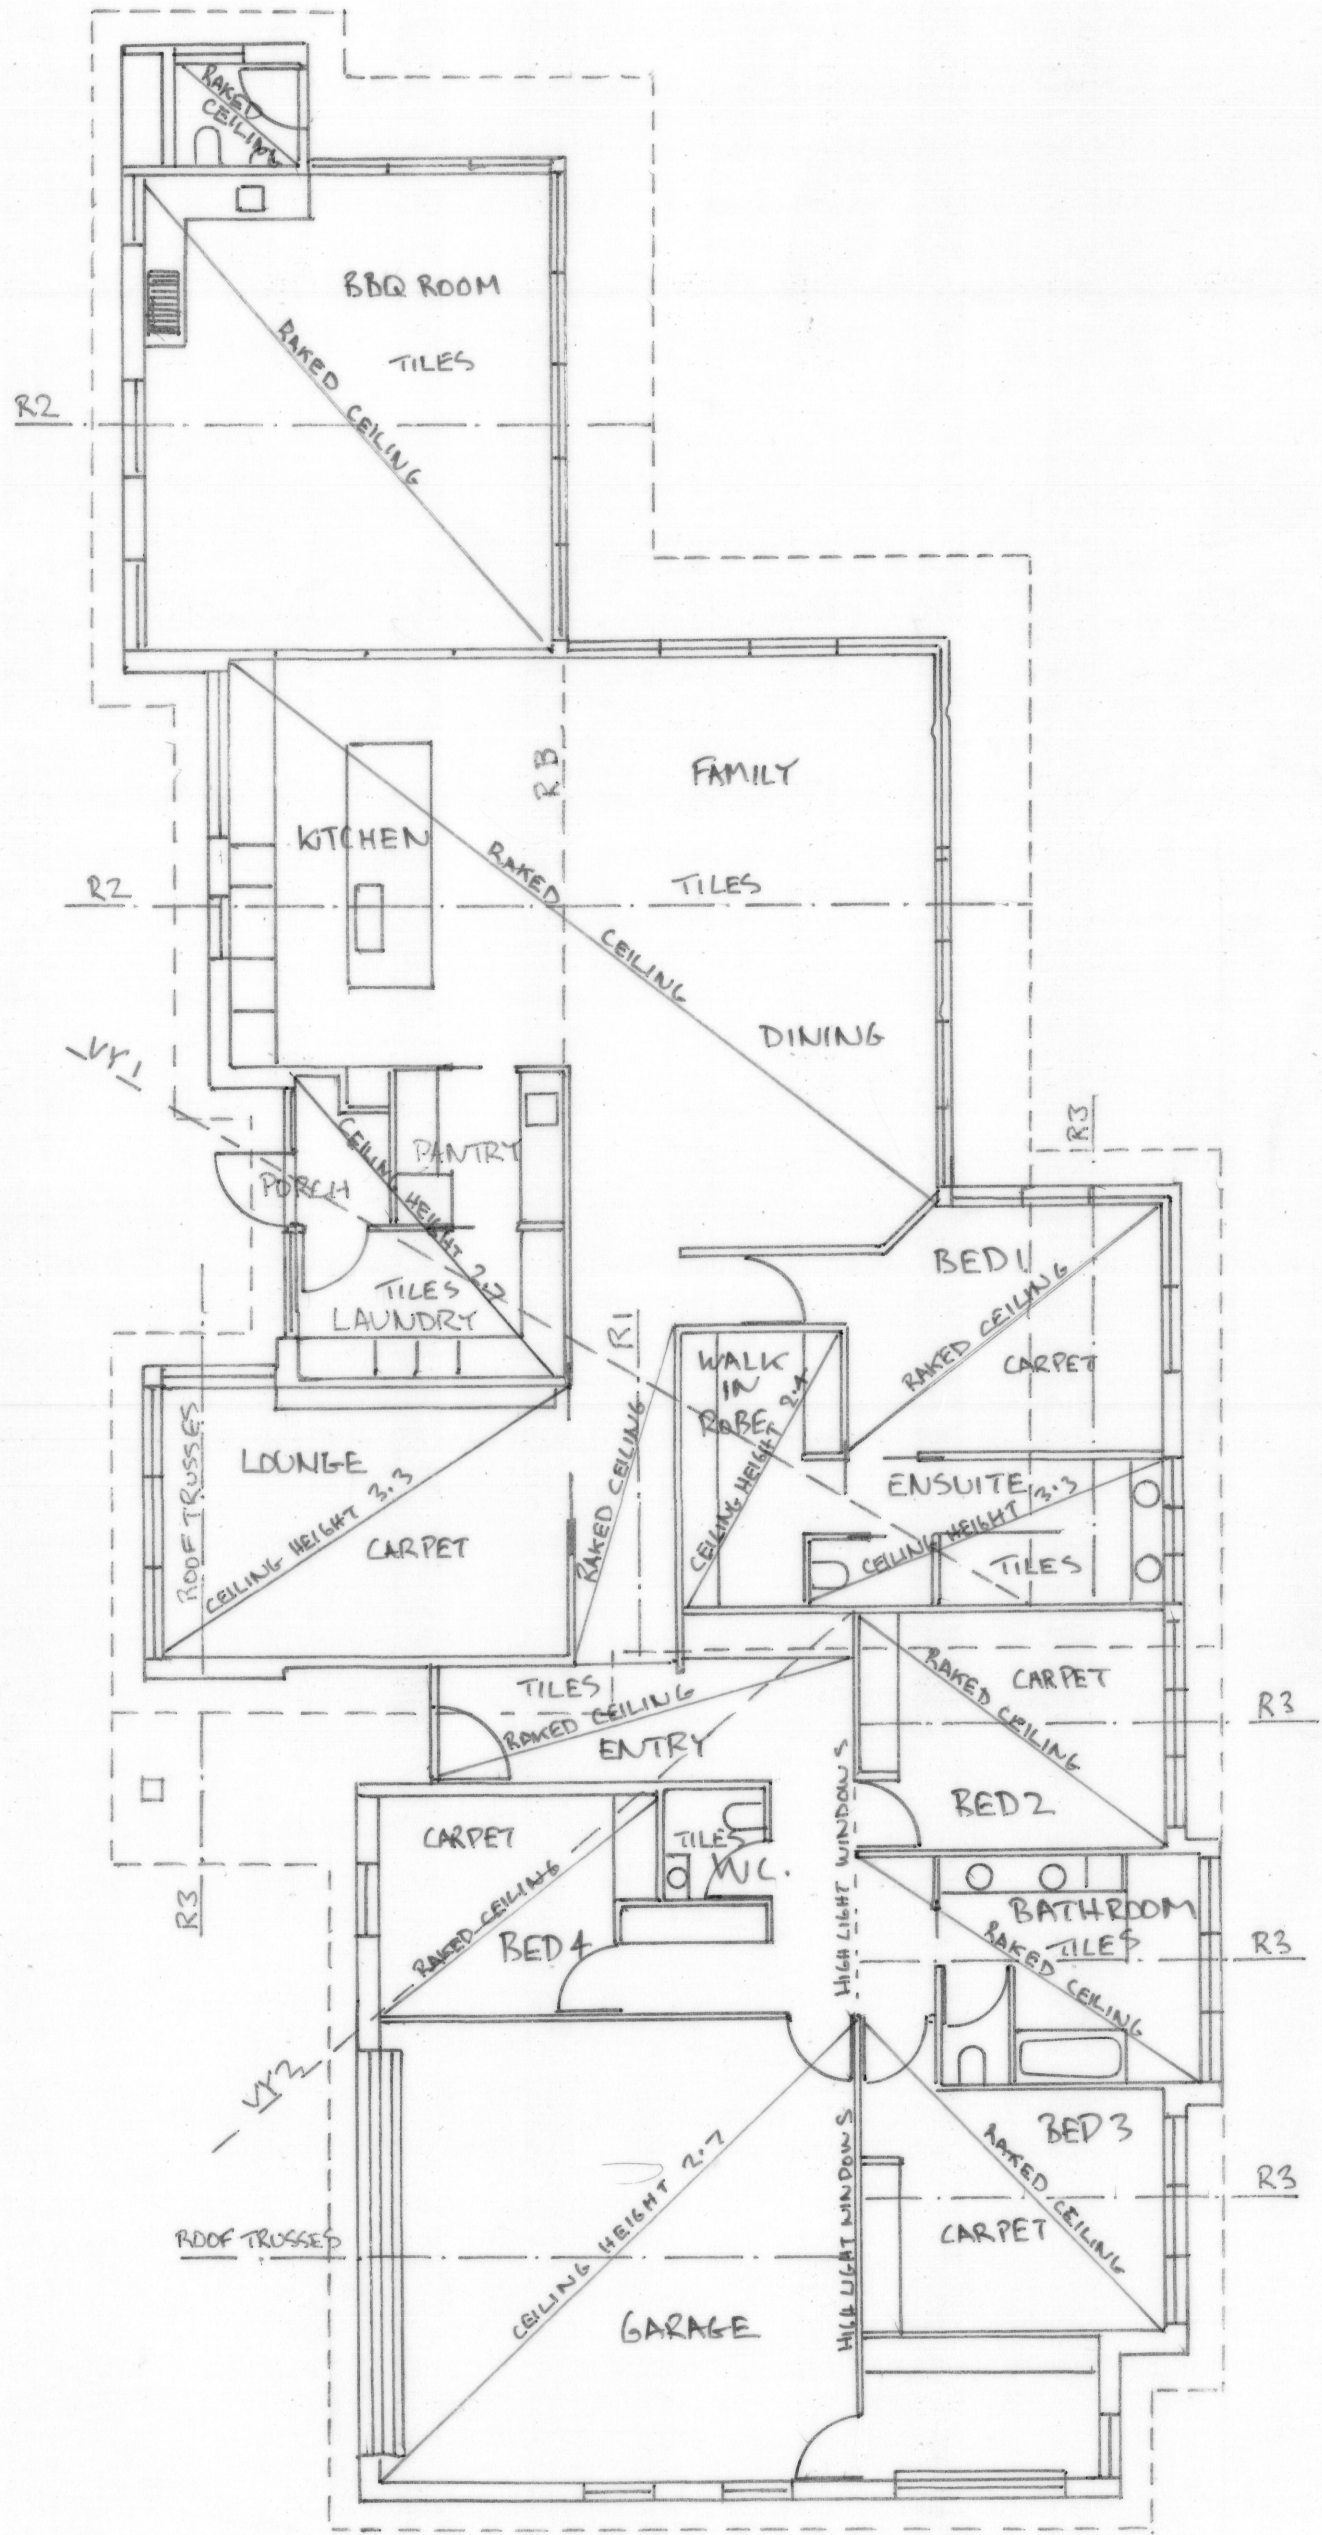 RAKED
CEILING
BBQ ROOM
TILES
RAKED CEILING
R2
RB
FAMILY
KITCHEN
TILES
R2
RAKED CEILING
DINING
VY1
R3
PANTRY
PORCH
CEILING HEIGHT 2.7
TILES
LAUNDRY
BED 1
RAKED CEILING
CARPET
R1
WALK
IN
ROBE
CEILING HEIGHT 2.4
ROOF TRUSSES
LOUNGE
CEILING HEIGHT 3.3
CARPET
RAKED CEILING
ENSUITE
CEILING HEIGHT 3.3
TILES
TILES
RAKED CEILING
ENTRY
CARPET
RAKED CEILING
R3
BED 2
HIGH LIGHT WINDOWS
CARPET
TILES
W.C.
RAKED CEILING
BED 4
R3
BATHROOM
TILES
RAKED CEILING
R3
VY2
BED 3
RAKED CEILING
R3
CARPET
CEILING HEIGHT 2.7
HIGH LIGHT WINDOWS
ROOF TRUSSES
GARAGE